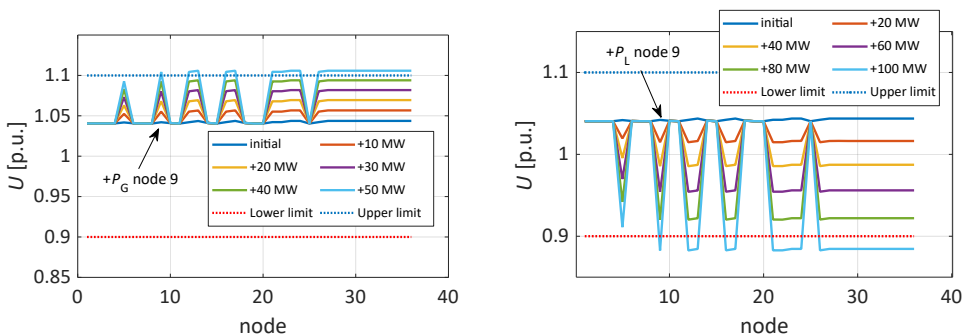 U [p.u.]
1.1
1.05
1
0.95
0.9
0.85
+PG node 9
initial
+10 MW
+20 MW
+30 MW
+40 MW
+50 MW
Lower limit
Upper limit
0
10
20
30
40
node
U [p.u.]
1.1
1
0.9
+PL node 9
initial
+20 MW
+40 MW
+60 MW
+80 MW
+100 MW
Lower limit
Upper limit
0
10
20
30
40
node